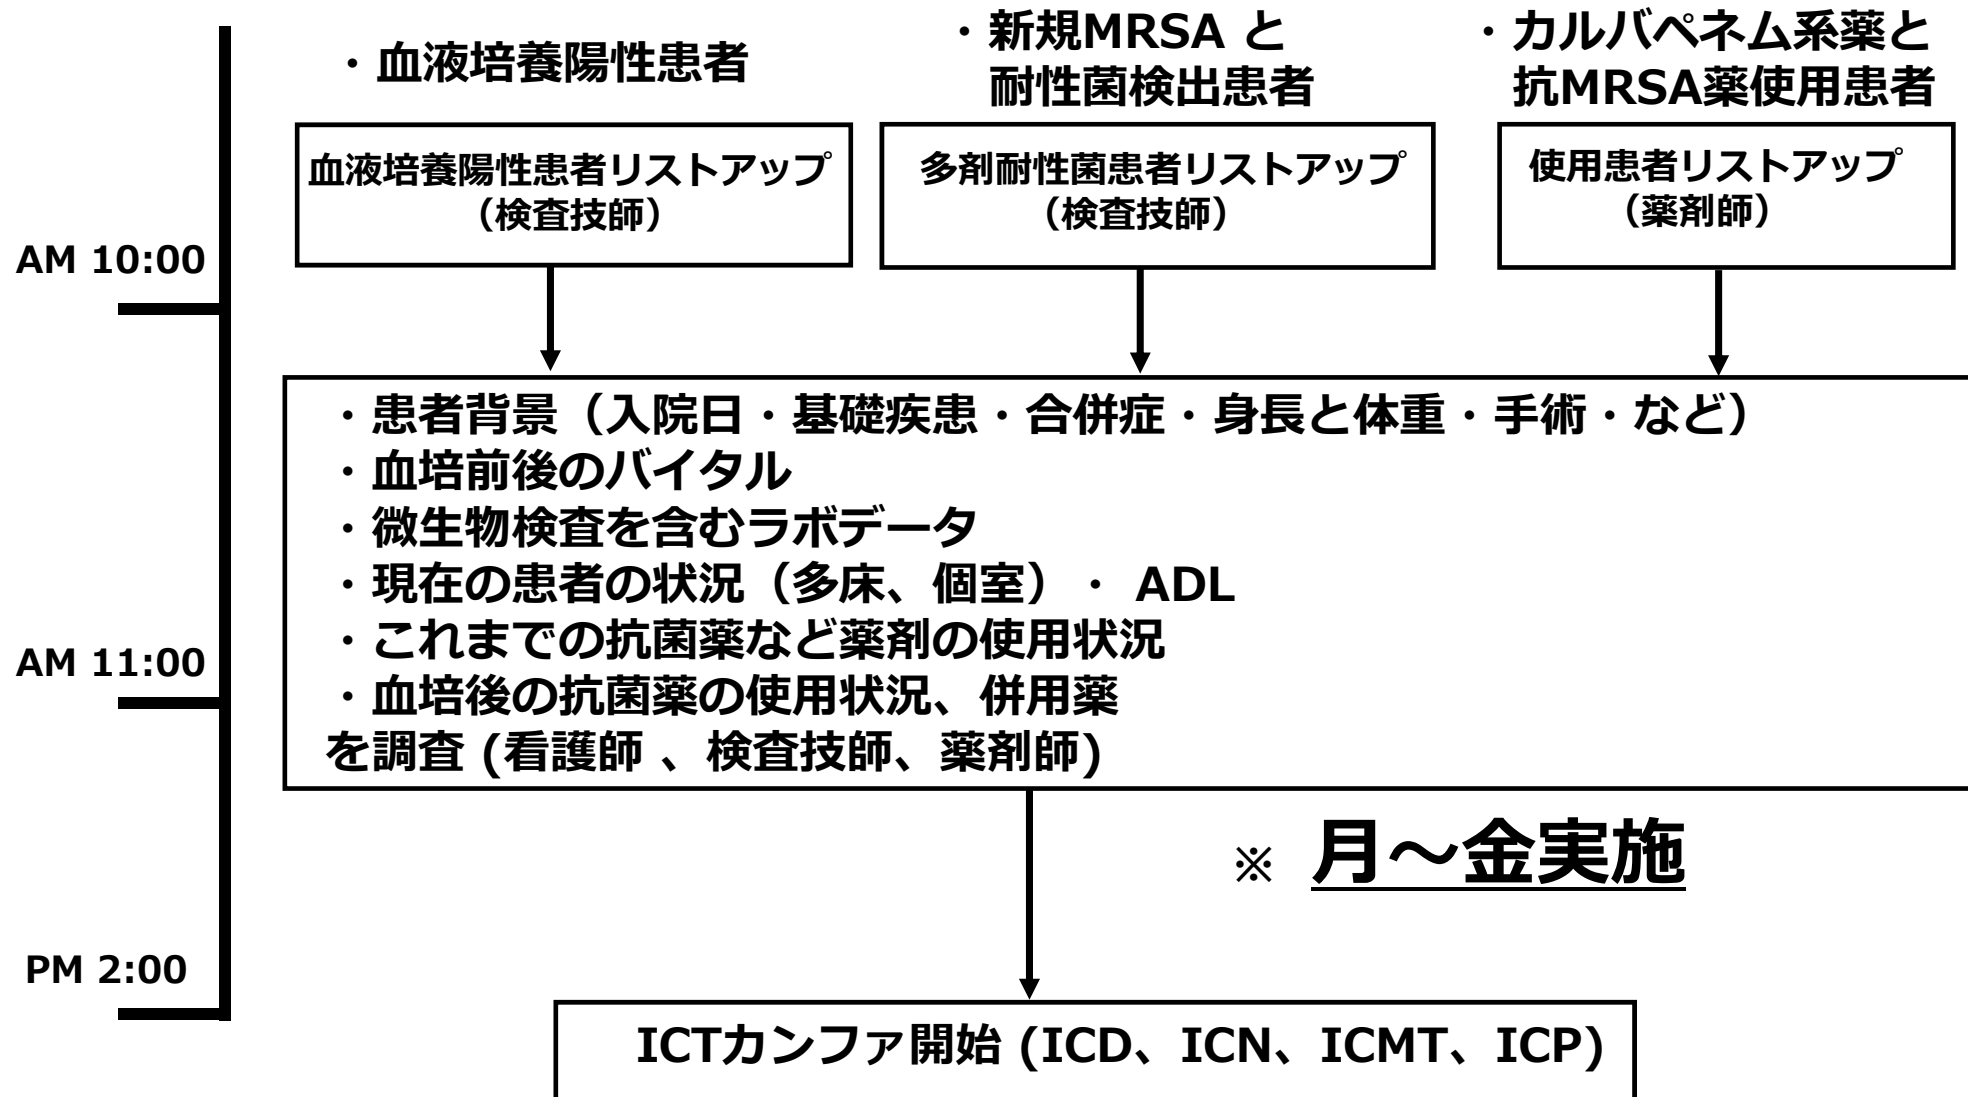 ・血液培養陽性患者
・新規MRSA と
耐性菌検出患者
・カルバペネム系薬と
抗MRSA薬使用患者
血液培養陽性患者リストアップ
（検査技師）
多剤耐性菌患者リストアップ
（検査技師）
使用患者リストアップ
（薬剤師）
AM 10:00
・患者背景（入院日・基礎疾患・合併症・身長と体重・手術・など）
・血培前後のバイタル
・微生物検査を含むラボデータ
・現在の患者の状況（多床、個室）・ ADL
・これまでの抗菌薬など薬剤の使用状況
・血培後の抗菌薬の使用状況、併用薬
を調査 (看護師 、検査技師、薬剤師)
AM 11:00
※ 月～金実施
PM 2:00
ICTカンファ開始 (ICD、ICN、ICMT、ICP)